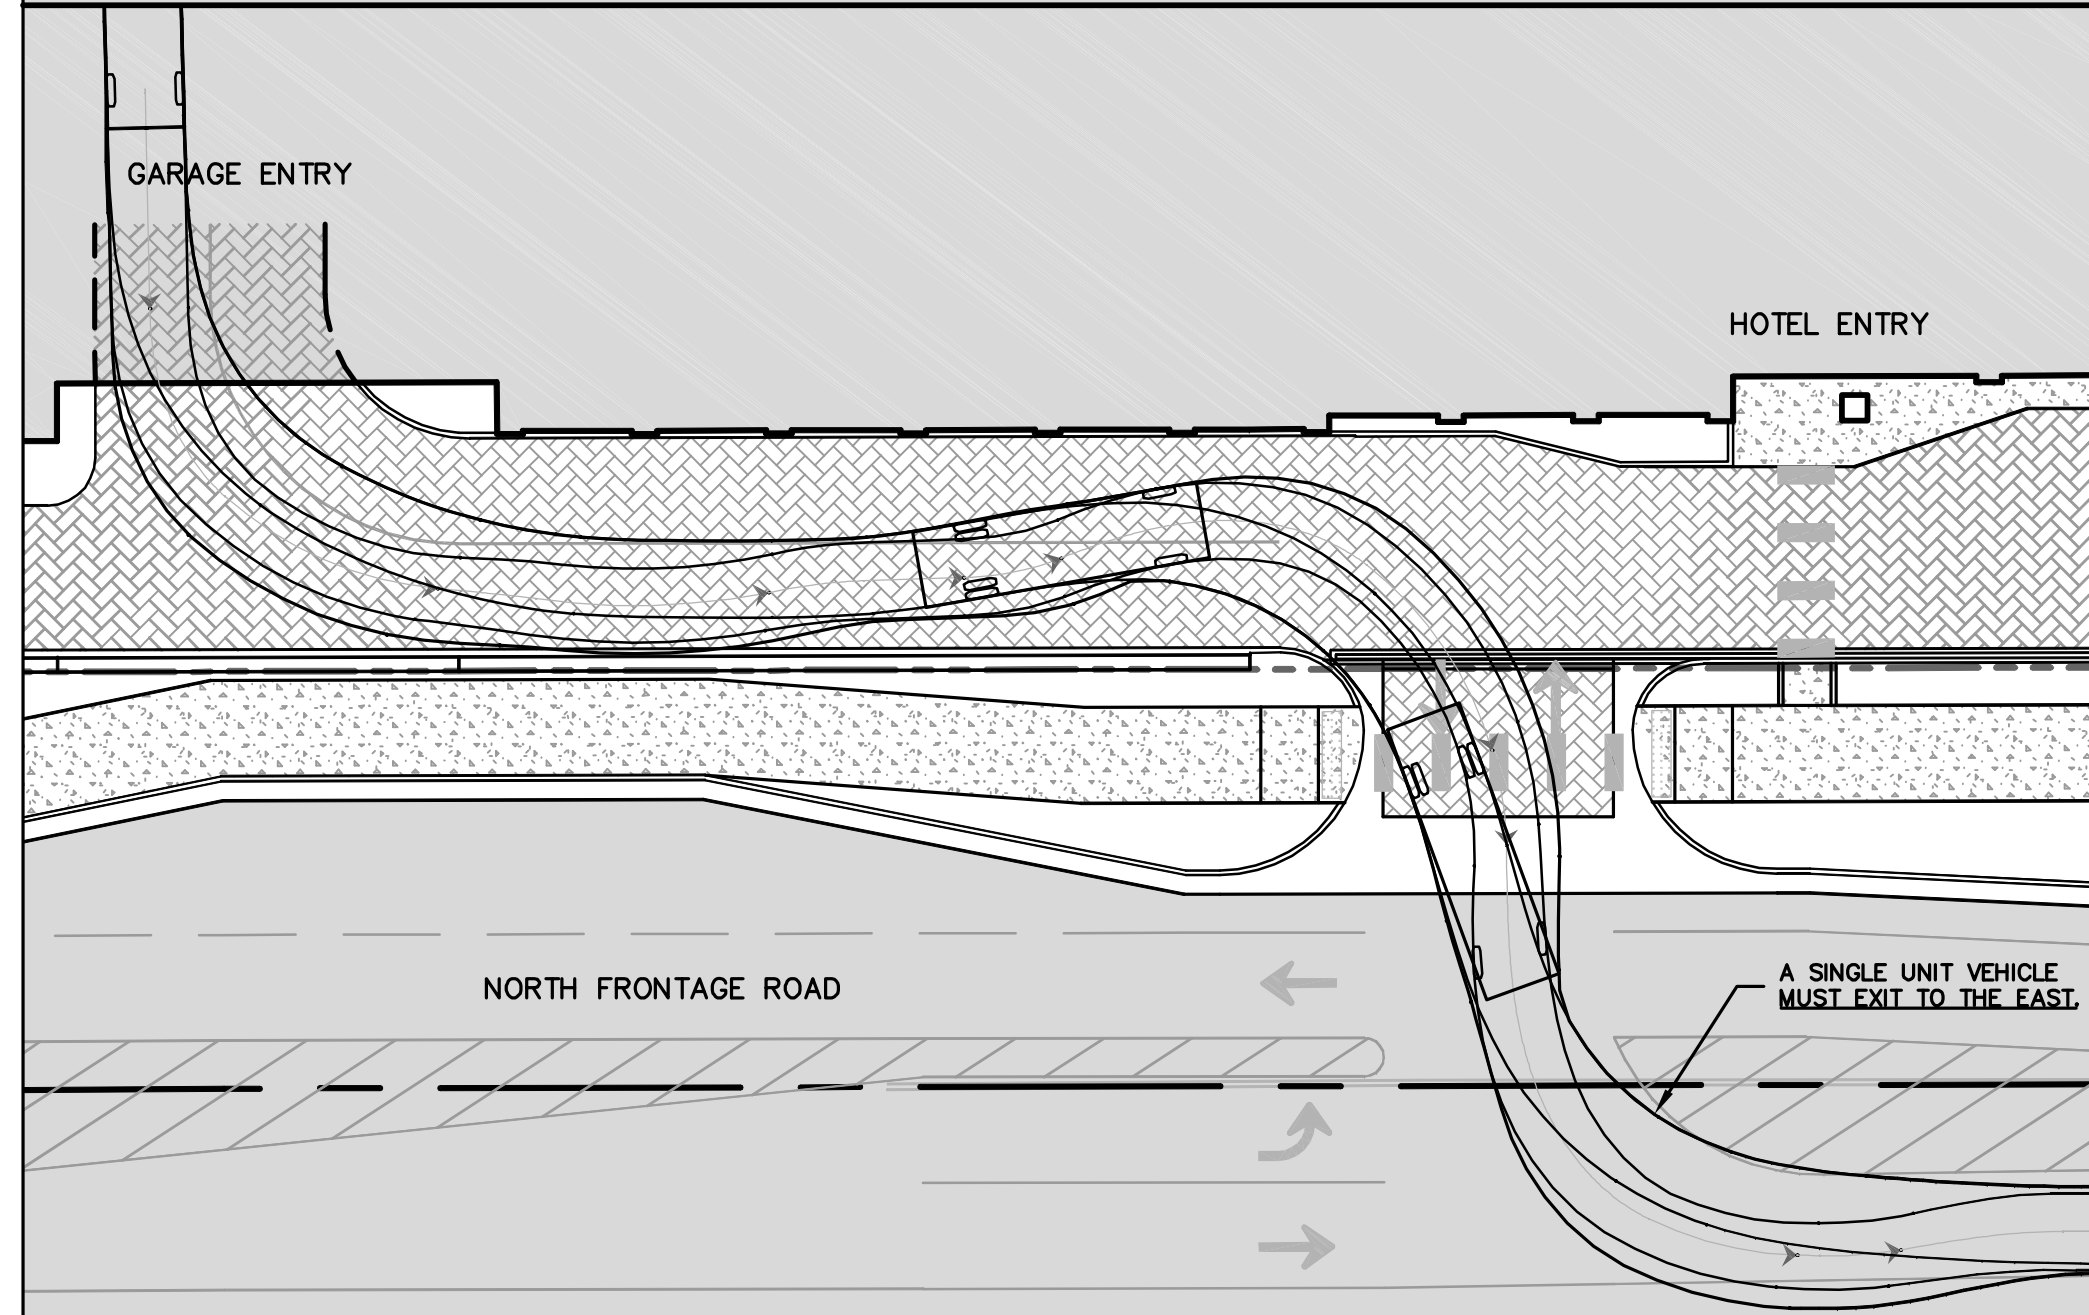 GARAGE ENTRY
HOTEL ENTRY
A SINGLE UNIT VEHICLE
MUST EXIT TO THE EAST.
NORTH FRONTAGE ROAD